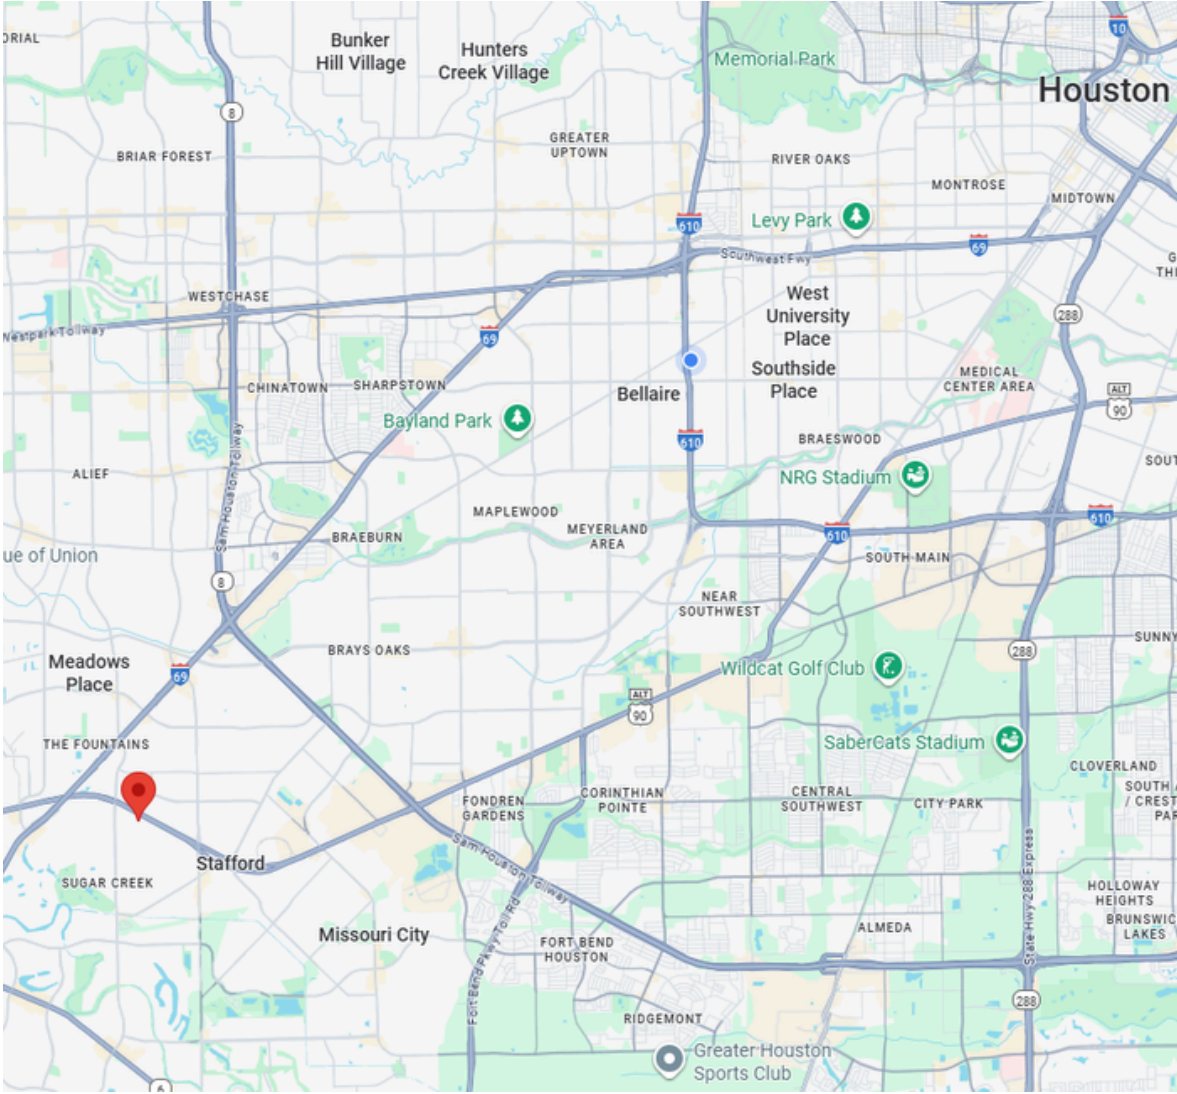 ORIAL
Bunker
Hill Village
Hunters
Creek Village
Memorial Park
10
Houston
8
GREATER
UPTOWN
BRIAR FOREST
RIVER OAKS
MONTROSE
MIDTOWN
610
Levy Park
69
Southwest Fwy
G
THI
WESTCHASE
West
University
Place
288
Westpark Tollway
69
Southside
Place
CHINATOWN
SHARPSTOWN
Bellaire
MEDICAL
CENTER AREA
ALT
90
Bayland Park
610
BRAESWOOD
ALIEF
NRG Stadium
SOUT
Sam Houston Tollway
MAPLEWOOD
MEYERLAND
AREA
610
610
BRAEBURN
ue of Union
SOUTH MAIN
8
NEAR
SOUTHWEST
BRAYS OAKS
288
SUNNY
Meadows
Place
69
Wildcat Golf Club
ALT
90
THE FOUNTAINS
SaberCats Stadium
CLOVERLAND
FONDREN
GARDENS
CORINTHIAN
POINTE
CENTRAL
SOUTHWEST
CITY PARK
SOUTH A
/ CREST
PAR
Stafford
Sam Houston Tollway
SUGAR CREEK
State Hwy 288 Express
HOLLOWAY
HEIGHTS
BRUNSWIC
LAKES
Missouri City
Fort Bend Pkwy Toll Rd
FORT BEND
HOUSTON
ALMEDA
288
RIDGEMONT
Greater Houston
Sports Club
6